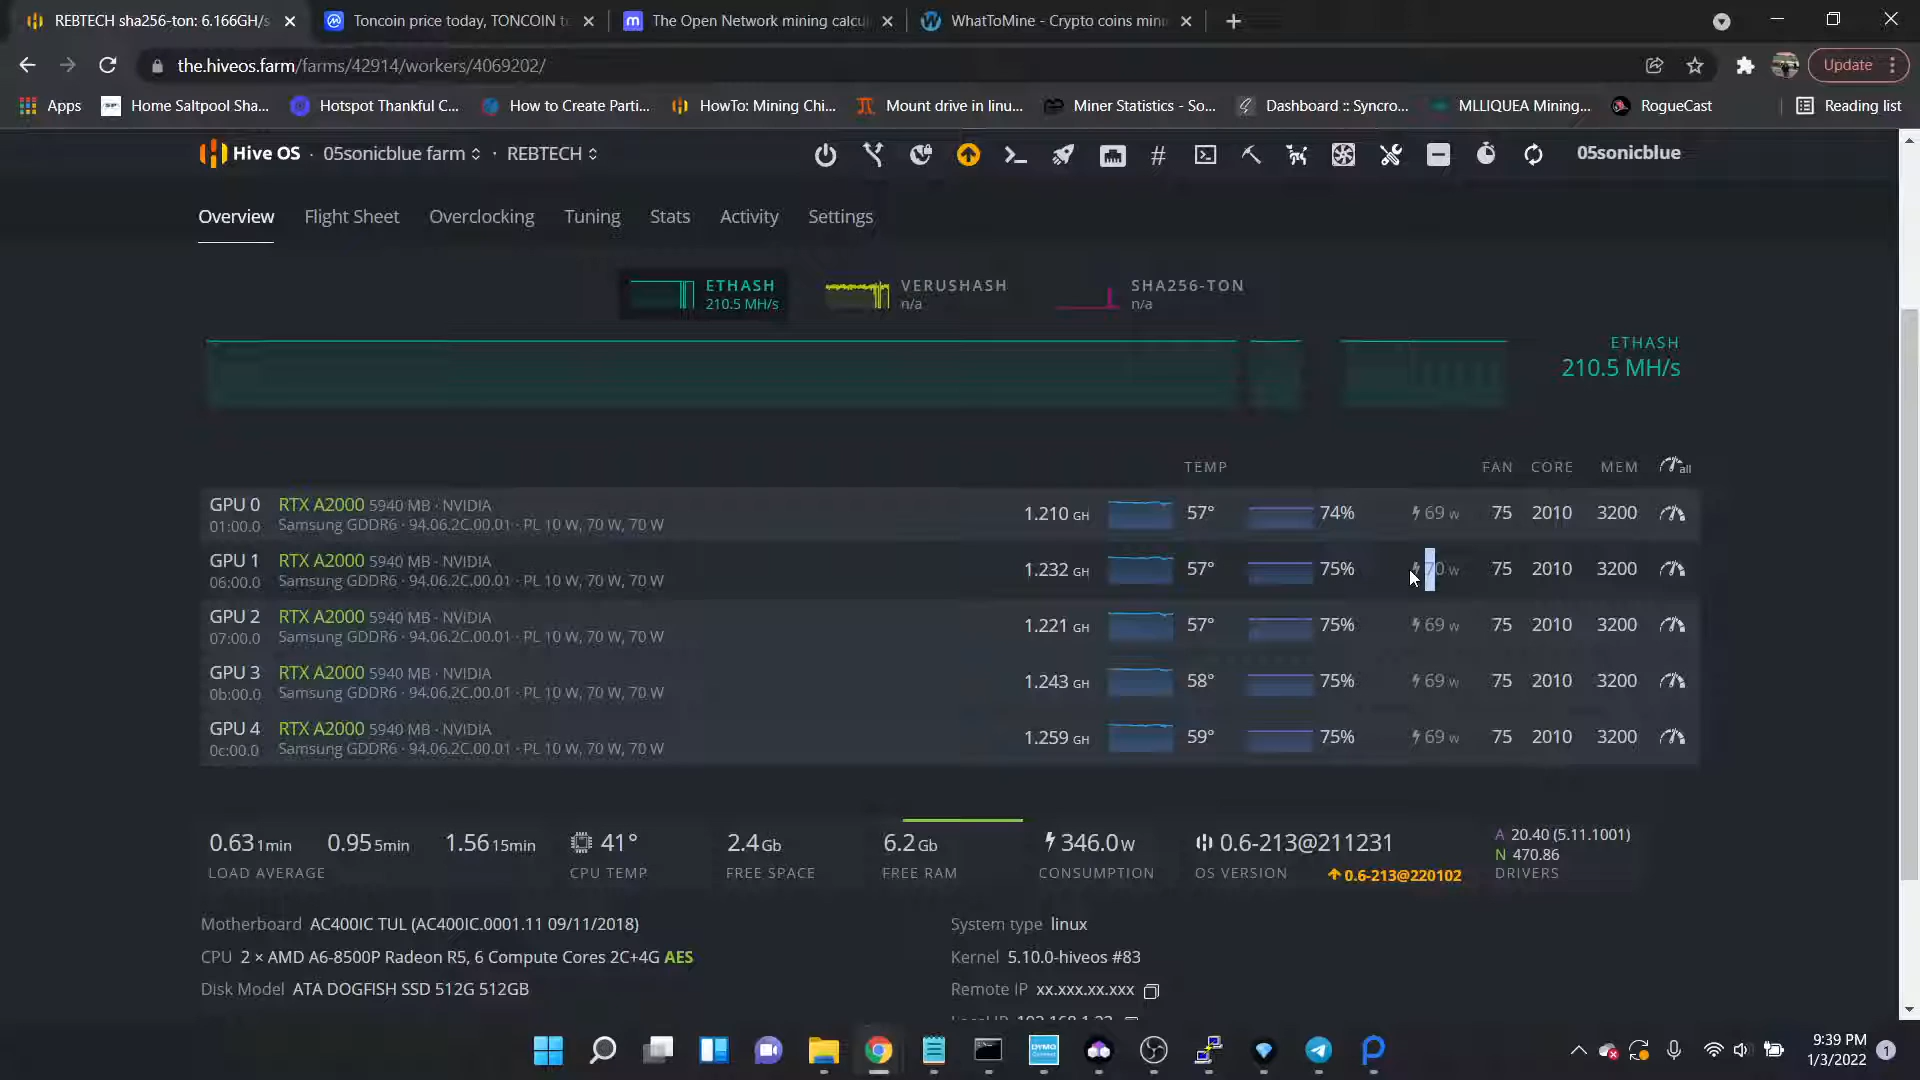 REBTECH sha256-ton: 6.166GH/s
Toncoin price today, TONCOIN t
The Open Network mining calcu
WhatToMine - Crypto coins mini
the.hiveos.farm/farms/42914/workers/4069202/
Update
Apps
Home Saltpool Sha...
Hotspot Thankful C...
How to Create Parti...
HowTo: Mining Chi...
Mount drive in linu...
Miner Statistics - So...
Dashboard :: Syncro...
MLLIQUEA Mining...
RogueCast
Reading list
Hive OS · 05sonicblue farm · REBTECH
05sonicblue
Overview Flight Sheet Overclocking Tuning Stats Activity Settings
ETHASH
210.5 MH/s
VERUSHASH
n/a
SHA256-TON
n/a
ETHASH
210.5 MH/s
TEMP FAN CORE MEM all
GPU 0 RTX A2000 5940 MB · NVIDIA
01:00.0 Samsung GDDR6 · 94.06.2C.00.01 · PL 10 W, 70 W, 70 W
1.210 GH 57° 74% 69 w 75 2010 3200
GPU 1 RTX A2000 5940 MB · NVIDIA
06:00.0 Samsung GDDR6 · 94.06.2C.00.01 · PL 10 W, 70 W, 70 W
1.232 GH 57° 75% 70 w 75 2010 3200
GPU 2 RTX A2000 5940 MB · NVIDIA
07:00.0 Samsung GDDR6 · 94.06.2C.00.01 · PL 10 W, 70 W, 70 W
1.221 GH 57° 75% 69 w 75 2010 3200
GPU 3 RTX A2000 5940 MB · NVIDIA
0b:00.0 Samsung GDDR6 · 94.06.2C.00.01 · PL 10 W, 70 W, 70 W
1.243 GH 58° 75% 69 w 75 2010 3200
GPU 4 RTX A2000 5940 MB · NVIDIA
0c:00.0 Samsung GDDR6 · 94.06.2C.00.01 · PL 10 W, 70 W, 70 W
1.259 GH 59° 75% 69 w 75 2010 3200
0.63 1min 0.95 5min 1.56 15min
LOAD AVERAGE
41°
CPU TEMP
2.4 Gb
FREE SPACE
6.2 Gb
FREE RAM
346.0 W
CONSUMPTION
0.6-213@211231
OS VERSION 0.6-213@220102
A 20.40 (5.11.1001)
N 470.86
DRIVERS
Motherboard AC400IC TUL (AC400IC.0001.11 09/11/2018)
CPU 2 × AMD A6-8500P Radeon R5, 6 Compute Cores 2C+4G AES
Disk Model ATA DOGFISH SSD 512G 512GB
System type linux
Kernel 5.10.0-hiveos #83
Remote IP xx.xxx.xx.xxx
DYMO
9:39 PM
1/3/2022
1